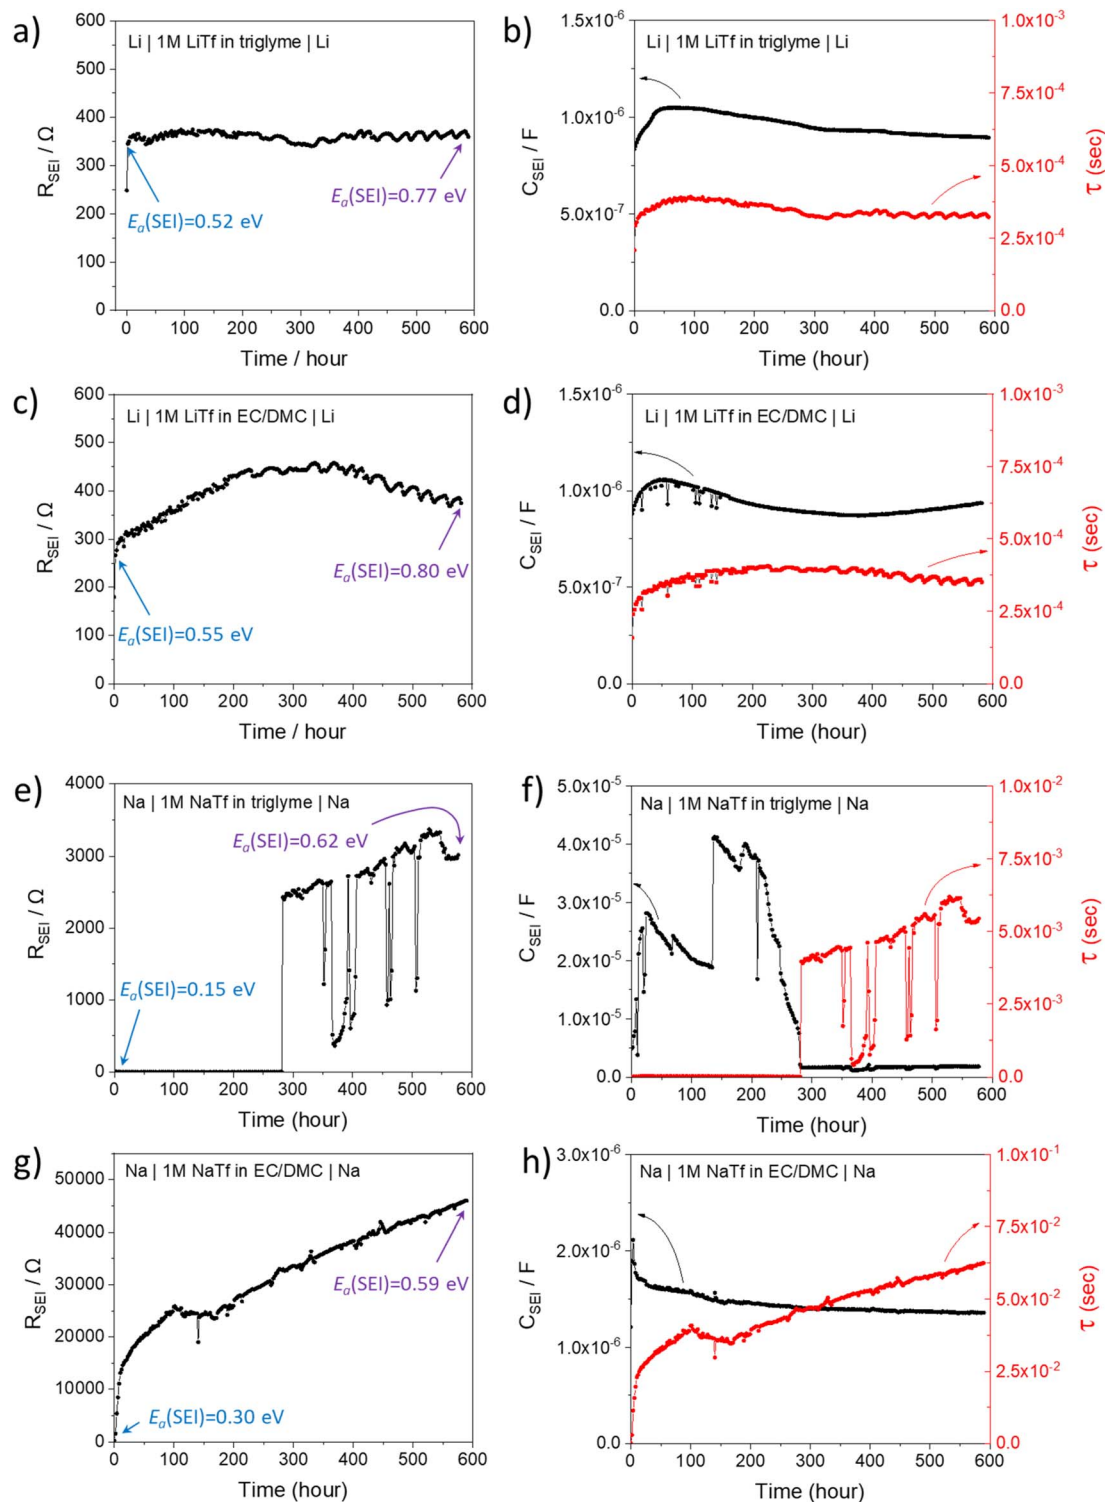 a)
Li | 1M LiTf in triglyme | Li
600
500
400
300
200
100
0
R_SEI / Ω
E_a(SEI)=0.52 eV
E_a(SEI)=0.77 eV
0 100 200 300 400 500 600
Time / hour
b)
Li | 1M LiTf in triglyme | Li
1.5x10⁻⁶
1.0x10⁻⁶
5.0x10⁻⁷
0.0
C_SEI / F
1.0x10⁻³
7.5x10⁻⁴
5.0x10⁻⁴
2.5x10⁻⁴
0.0
τ (sec)
0 100 200 300 400 500 600
Time (hour)
c)
Li | 1M LiTf in EC/DMC | Li
600
500
400
300
200
100
0
R_SEI / Ω
E_a(SEI)=0.80 eV
E_a(SEI)=0.55 eV
0 100 200 300 400 500 600
Time / hour
d)
Li | 1M LiTf in EC/DMC | Li
1.5x10⁻⁶
1.0x10⁻⁶
5.0x10⁻⁷
0.0
C_SEI / F
1.0x10⁻³
7.5x10⁻⁴
5.0x10⁻⁴
2.5x10⁻⁴
0.0
τ (sec)
0 100 200 300 400 500 600
Time (hour)
e)
Na | 1M NaTf in triglyme | Na
4000
3000
2000
1000
0
R_SEI / Ω
E_a(SEI)=0.62 eV
E_a(SEI)=0.15 eV
0 100 200 300 400 500 600
Time (hour)
f)
Na | 1M NaTf in triglyme | Na
5.0x10⁻⁵
4.0x10⁻⁵
3.0x10⁻⁵
2.0x10⁻⁵
1.0x10⁻⁵
0.0
C_SEI / F
1.0x10⁻²
7.5x10⁻³
5.0x10⁻³
2.5x10⁻³
0.0
τ (sec)
0 100 200 300 400 500 600
Time (hour)
g)
Na | 1M NaTf in EC/DMC | Na
50000
40000
30000
20000
10000
0
R_SEI / Ω
E_a(SEI)=0.59 eV
E_a(SEI)=0.30 eV
0 100 200 300 400 500 600
Time (hour)
h)
Na | 1M NaTf in EC/DMC | Na
3.0x10⁻⁶
2.0x10⁻⁶
1.0x10⁻⁶
0.0
C_SEI / F
1.0x10⁻¹
7.5x10⁻²
5.0x10⁻²
2.5x10⁻²
0.0
τ (sec)
0 100 200 300 400 500 600
Time (hour)